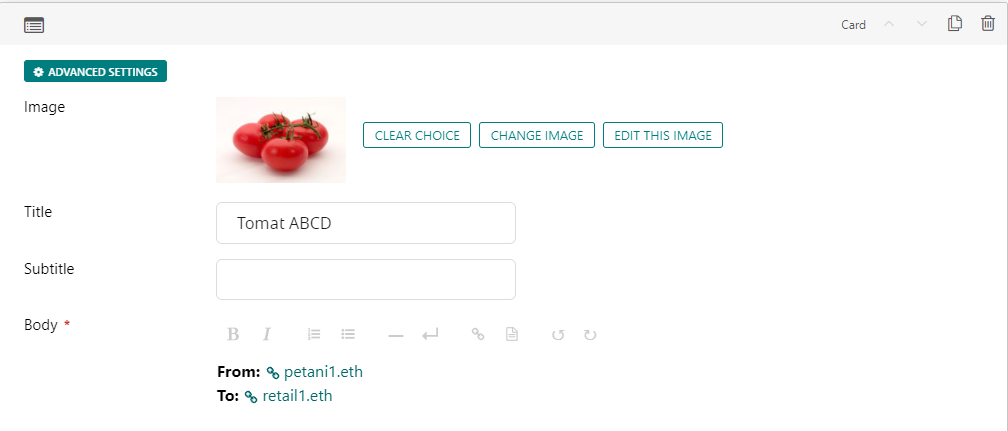 Card
ADVANCED SETTINGS
Image
CLEAR CHOICE CHANGE IMAGE EDIT THIS IMAGE
Title
Tomat ABCD
Subtitle
Body *
B I
From: petani1.eth
To: retail1.eth